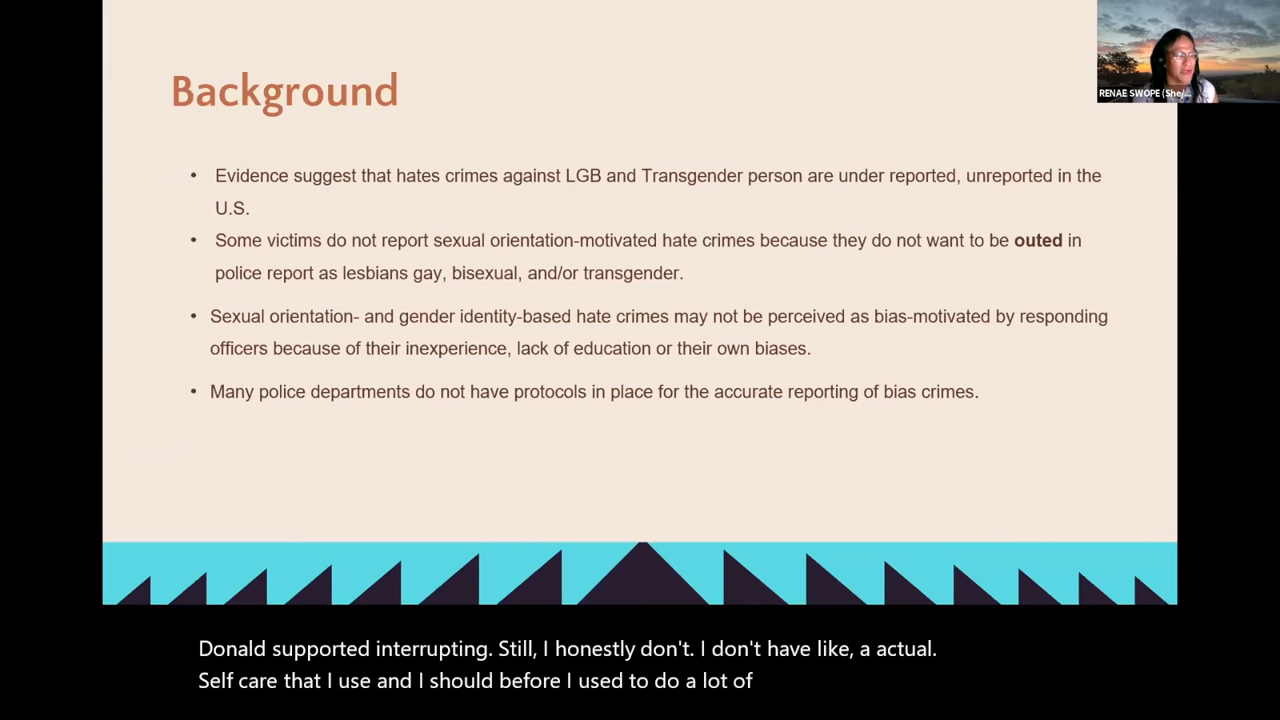 Background
RENAE SWOPE (She/...
• Evidence suggest that hates crimes against LGB and Transgender person are under reported, unreported in the
U.S.
• Some victims do not report sexual orientation-motivated hate crimes because they do not want to be outed in
police report as lesbians gay, bisexual, and/or transgender.
• Sexual orientation- and gender identity-based hate crimes may not be perceived as bias-motivated by responding
officers because of their inexperience, lack of education or their own biases.
• Many police departments do not have protocols in place for the accurate reporting of bias crimes.
Donald supported interrupting. Still, I honestly don't. I don't have like, a actual.
Self care that I use and I should before I used to do a lot of